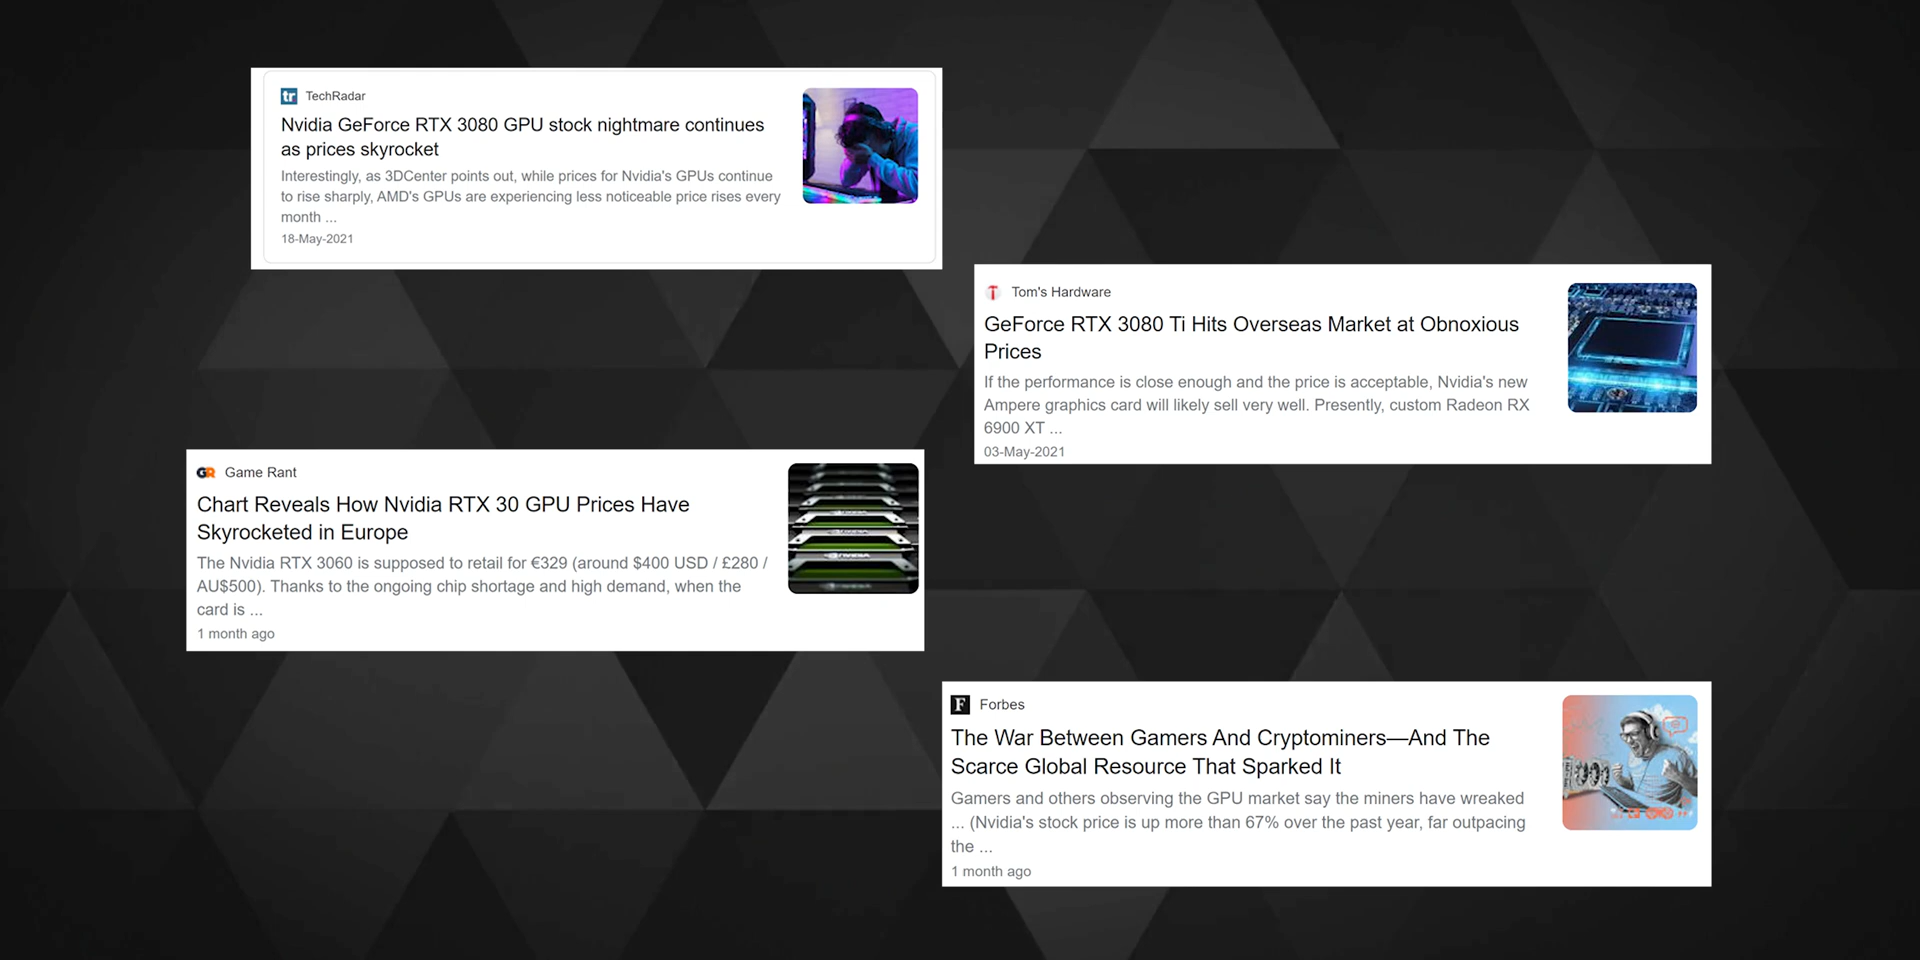 tr TechRadar
Nvidia GeForce RTX 3080 GPU stock nightmare continues
as prices skyrocket
Interestingly, as 3DCenter points out, while prices for Nvidia's GPUs continue
to rise sharply, AMD's GPUs are experiencing less noticeable price rises every
month ...
18-May-2021
Tom's Hardware
GeForce RTX 3080 Ti Hits Overseas Market at Obnoxious
Prices
If the performance is close enough and the price is acceptable, Nvidia's new
Ampere graphics card will likely sell very well. Presently, custom Radeon RX
6900 XT ...
03-May-2021
GR Game Rant
Chart Reveals How Nvidia RTX 30 GPU Prices Have
Skyrocketed in Europe
The Nvidia RTX 3060 is supposed to retail for €329 (around $400 USD / £280 /
AU$500). Thanks to the ongoing chip shortage and high demand, when the
card is ...
1 month ago
NVIDIA
F Forbes
The War Between Gamers And Cryptominers—And The
Scarce Global Resource That Sparked It
Gamers and others observing the GPU market say the miners have wreaked
... (Nvidia's stock price is up more than 67% over the past year, far outpacing
the ...
1 month ago